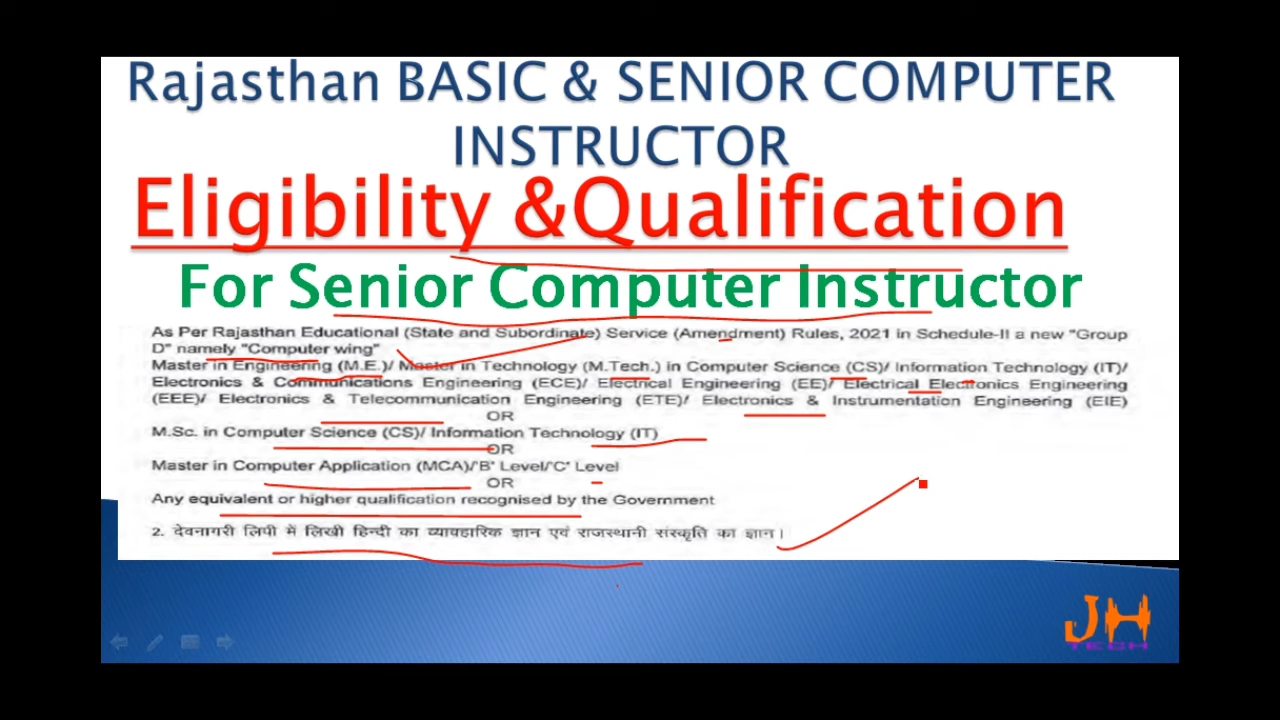 Rajasthan BASIC & SENIOR COMPUTER
INSTRUCTOR
Eligibility &Qualification
For Senior Computer Instructor
As Per Rajasthan Educational (State and Subordinate) Service (Amendment) Rules, 2021 in Schedule-II a new "Group
D" namely "Computer wing"
Master in Engineering (M.E.)/ Master in Technology (M.Tech.) in Computer Science (CS)/ Information Technology (IT)/
Electronics & Communications Engineering (ECE)/ Electrical Engineering (EE)/ Electrical Electronics Engineering
(EEE)/ Electronics & Telecommunication Engineering (ETE)/ Electronics & Instrumentation Engineering (EIE)
OR
M.Sc. in Computer Science (CS)/ Information Technology (IT)
OR
Master in Computer Application (MCA)/'B' Level/'C' Level
OR
Any equivalent or higher qualification recognised by the Government
2. देवनागरी लिपी में लिखी हिन्दी का व्यावहारिक ज्ञान एवं राजस्थानी संस्कृति का ज्ञान।
JH
TECH